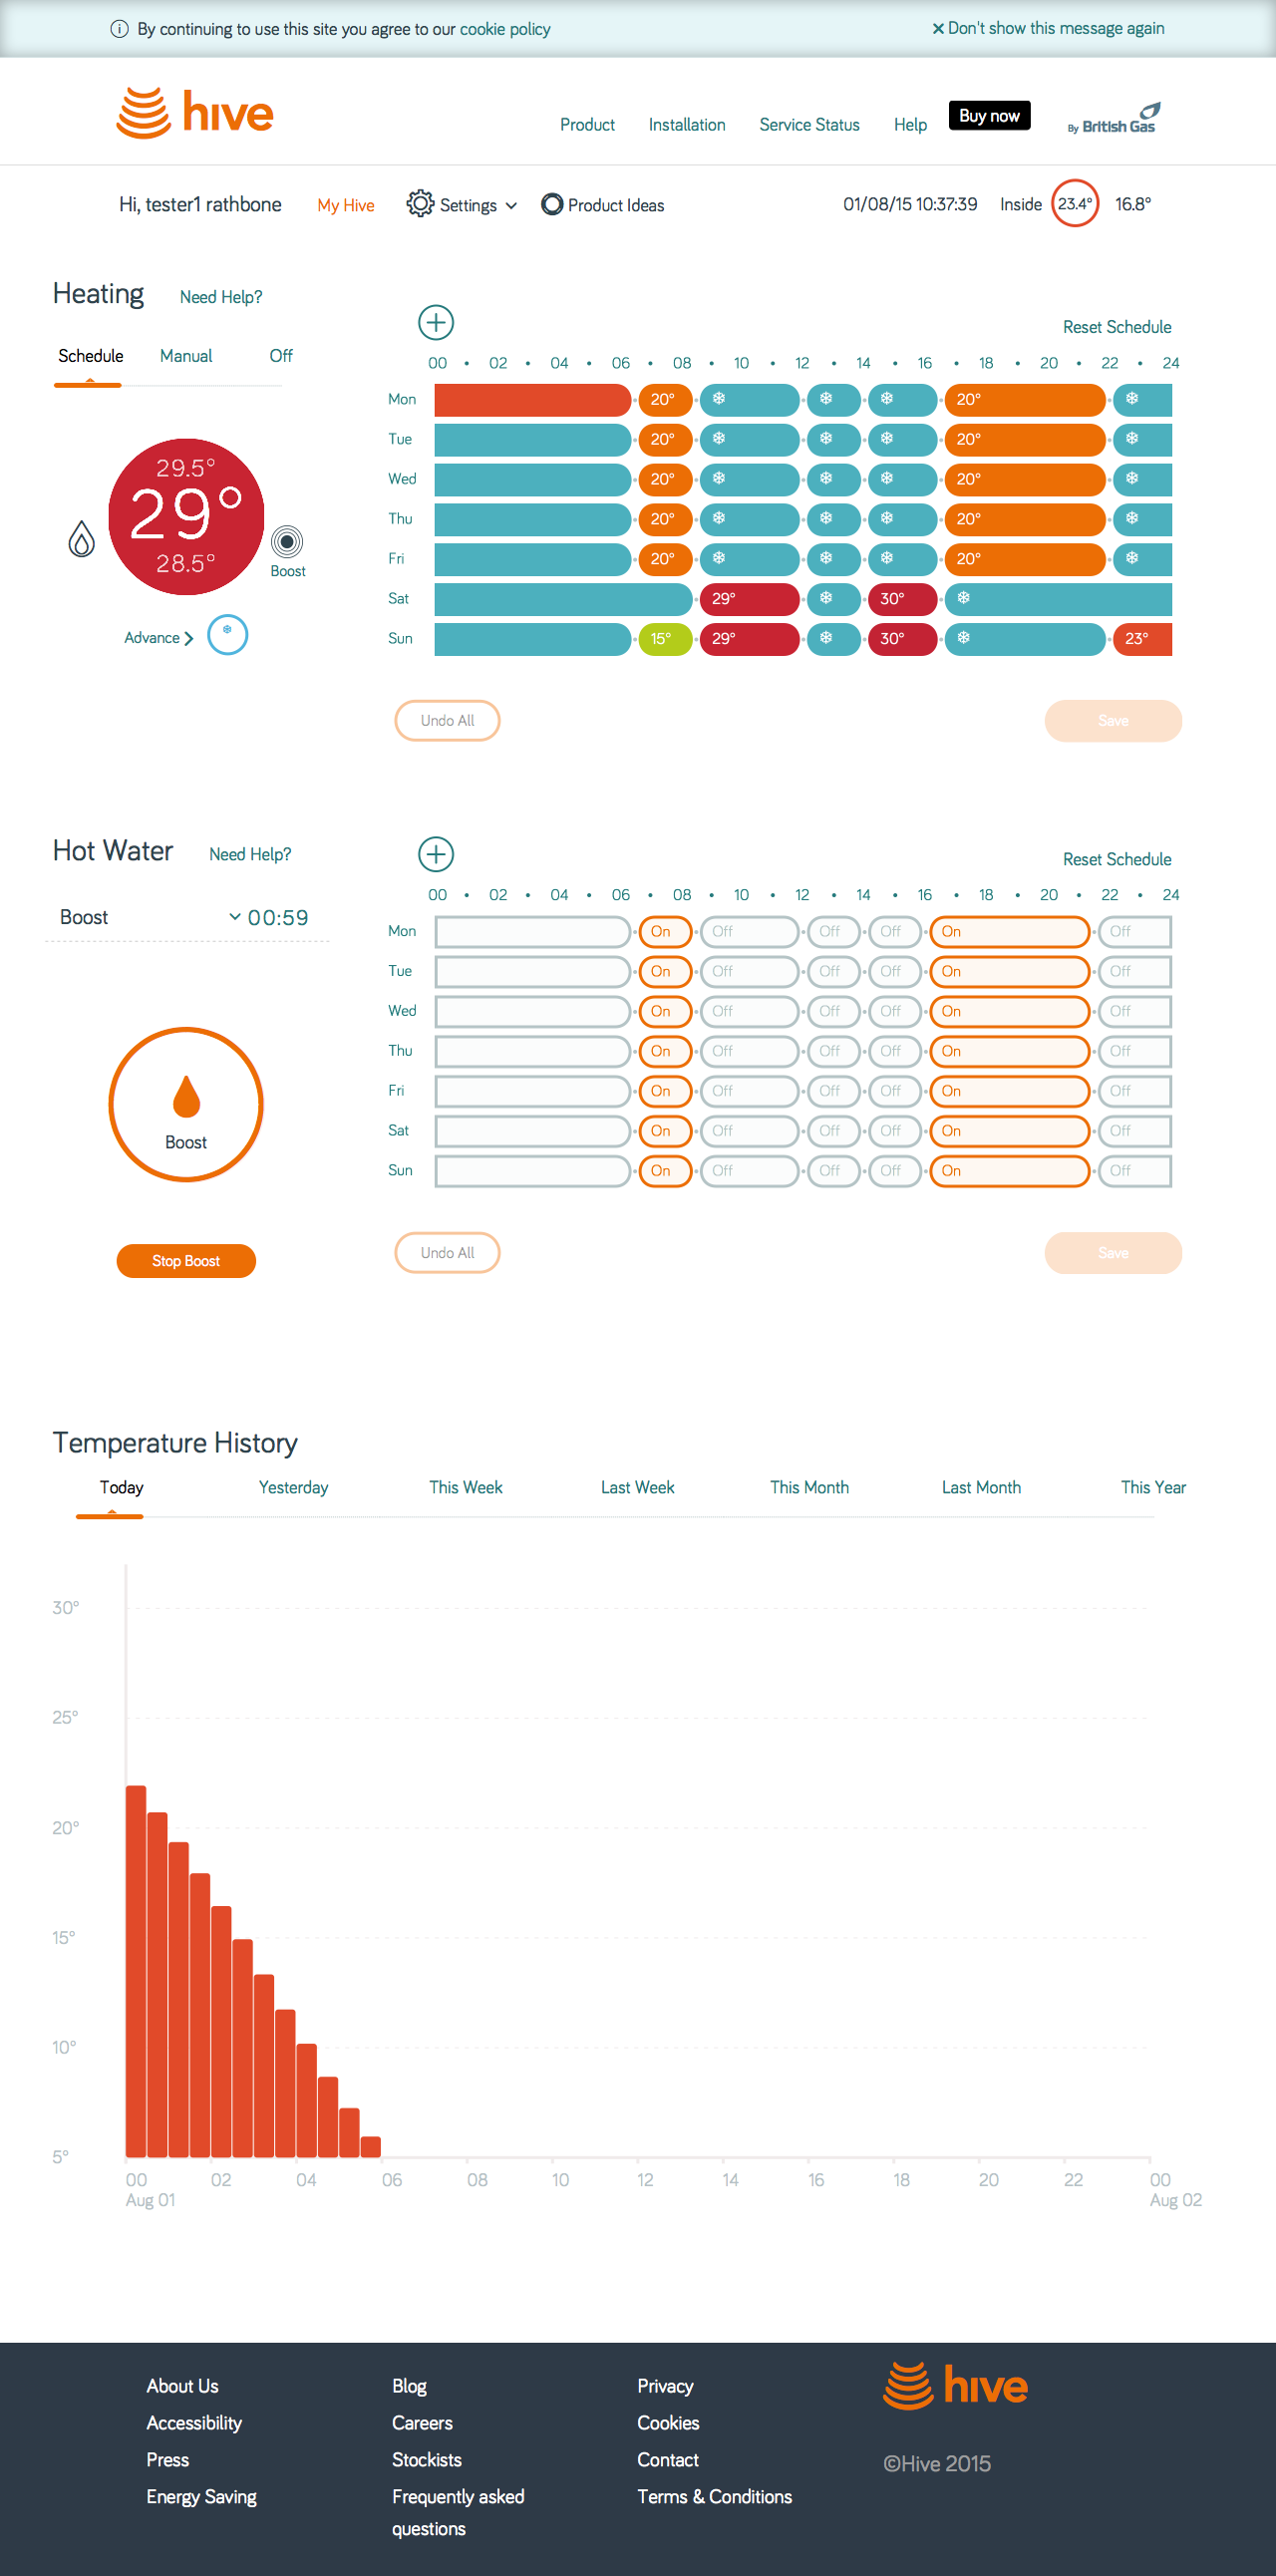 By continuing to use this site you agree to our cookie policy
Don't show this message again
hive
Product Installation Service Status Help Buy now By British Gas
Hi, tester1 rathbone My Hive Settings Product Ideas 01/08/15 10:37:39 Inside 23.4° 16.8°
Heating Need Help?
Schedule Manual Off
29.5°
29°
28.5°
Boost
Advance
Reset Schedule
00 • 02 • 04 • 06 • 08 • 10 • 12 • 14 • 16 • 18 • 20 • 22 • 24
Mon 20° 20°
Tue 20° 20°
Wed 20° 20°
Thu 20° 20°
Fri 20° 20°
Sat 29° 30°
Sun 15° 29° 30° 23°
Undo All Save
Hot Water Need Help?
Boost 00:59
Boost
Stop Boost
Reset Schedule
00 • 02 • 04 • 06 • 08 • 10 • 12 • 14 • 16 • 18 • 20 • 22 • 24
Mon On Off Off Off On Off
Tue On Off Off Off On Off
Wed On Off Off Off On Off
Thu On Off Off Off On Off
Fri On Off Off Off On Off
Sat On Off Off Off On Off
Sun On Off Off Off On Off
Undo All Save
Temperature History
Today Yesterday This Week Last Week This Month Last Month This Year
30°
25°
20°
15°
10°
5°
00 02 04 06 08 10 12 14 16 18 20 22 00
Aug 01 Aug 02
About Us
Accessibility
Press
Energy Saving
Blog
Careers
Stockists
Frequently asked
questions
Privacy
Cookies
Contact
Terms & Conditions
hive
©Hive 2015